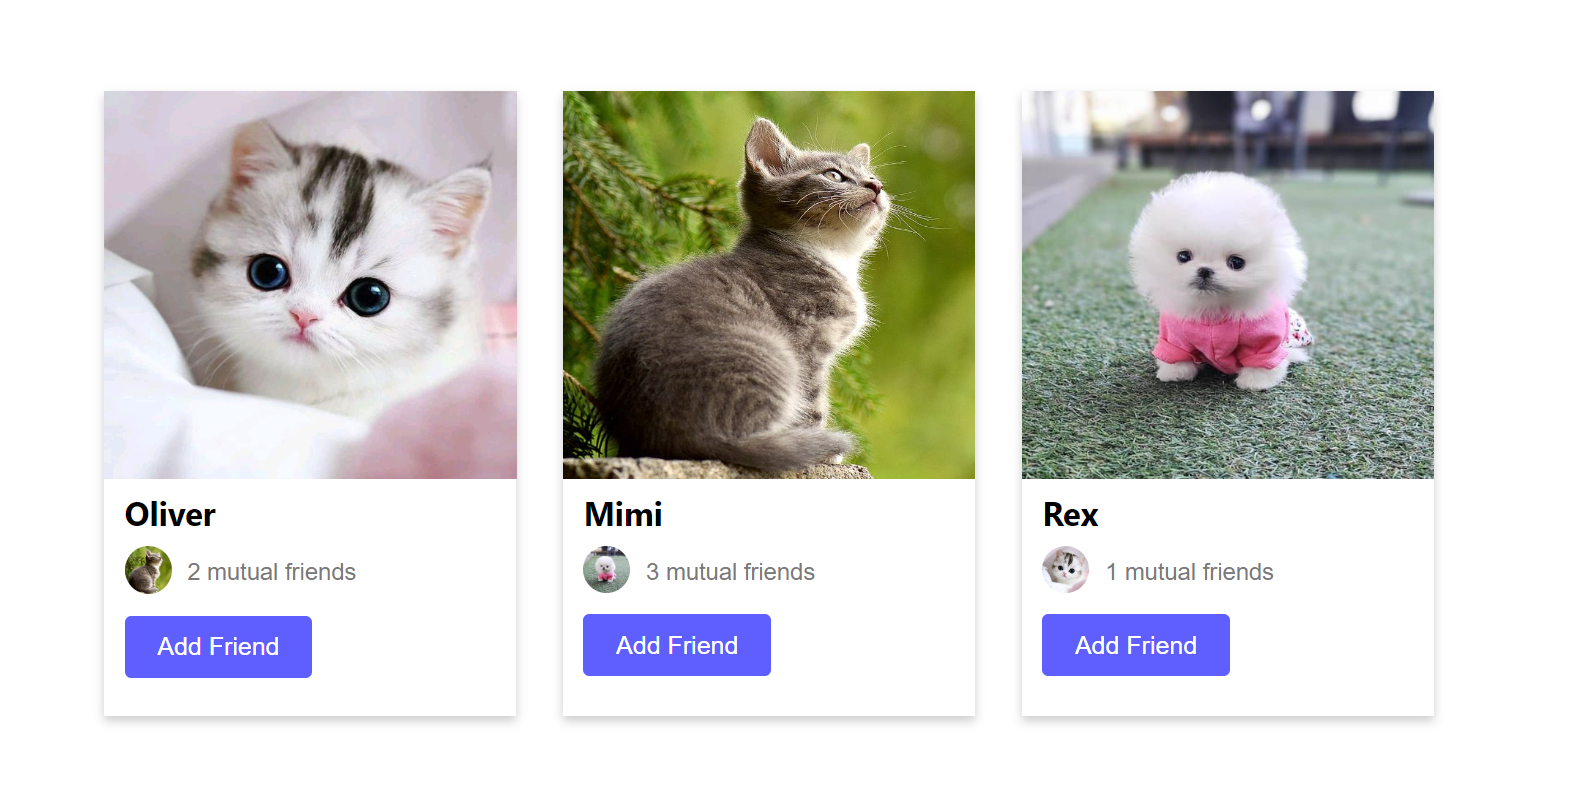 Oliver
2 mutual friends
Add Friend
Mimi
3 mutual friends
Add Friend
Rex
1 mutual friends
Add Friend